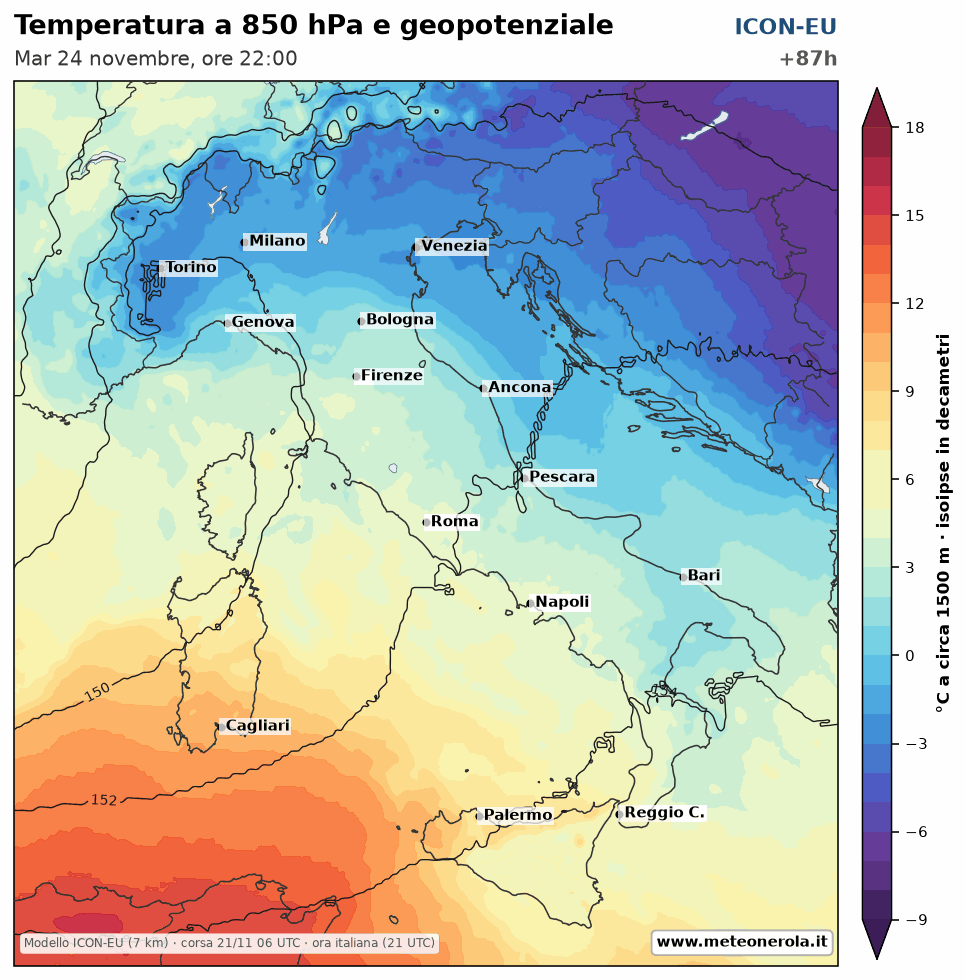 Temperatura a 850 hPa e geopotenziale
ICON-EU
Mar 24 novembre, ore 22:00
+87h
Milano
Venezia
Torino
Genova
Bologna
Firenze
Ancona
Pescara
Roma
Bari
Napoli
150
Cagliari
152
Palermo
Reggio C.
Modello ICON-EU (7 km) · corsa 21/11 06 UTC · ora italiana (21 UTC)
www.meteonerola.it
18
15
12
9
6
3
0
−3
−6
−9
°C a circa 1500 m · isoipse in decametri